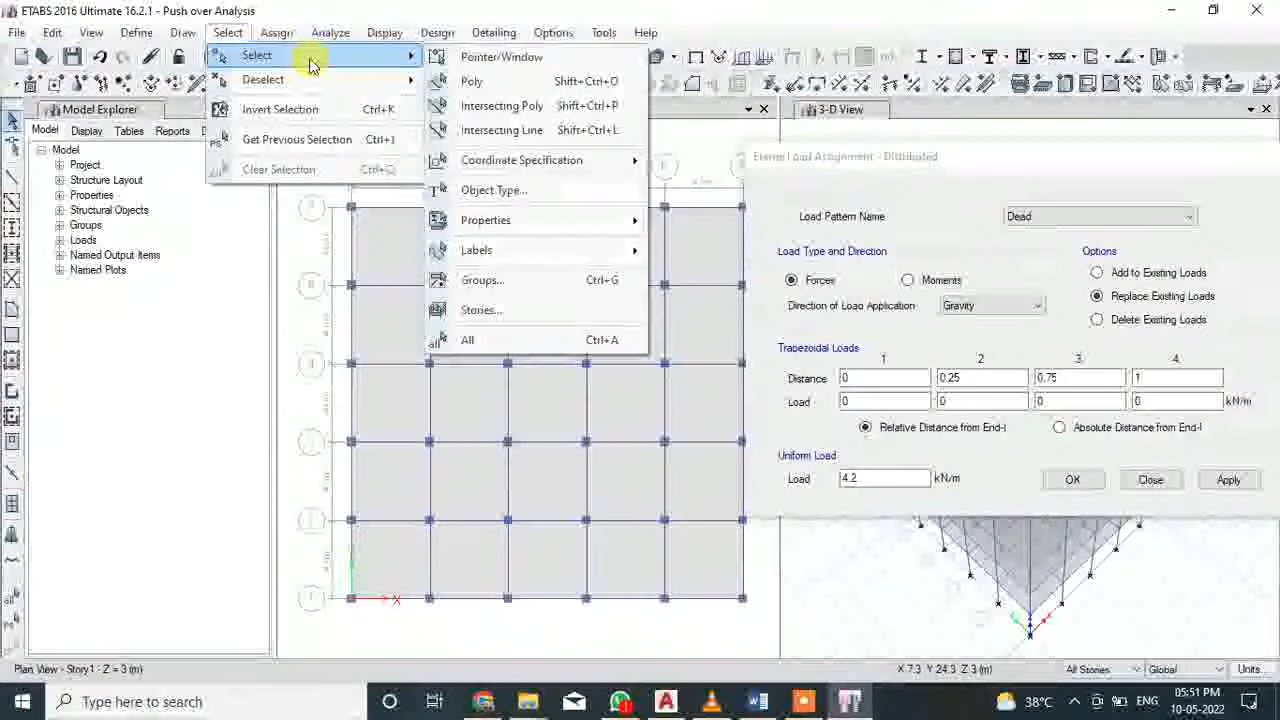 ETABS 2016 Ultimate 16.2.1 - Push over Analysis
File Edit View Define Draw Select Assign Analyze Display Design Detailing Options Tools Help
Select
Deselect
Invert Selection Ctrl+K
Get Previous Selection
Clear Selection
Pointer/Window
Poly Shift+Ctrl+O
Intersecting Poly Shift+Ctrl+P
Intersecting Line Shift+Ctrl+L
Coordinate Specification
Object Type...
Properties
Labels
Groups... Ctrl+G
Stories...
All Ctrl+A
Model Explorer
Model Display Tables Reports
Model
Project
Structure Layout
Properties
Structural Objects
Groups
Loads
Named Output Items
Named Plots
X
3-D View
Load Assignment - Distributed
Load Pattern Name Dead
Load Type and Direction
Forces Moments
Direction of Load Application Gravity
Options
Add to Existing Loads
Replace Existing Loads
Delete Existing Loads
Trapezoidal Loads
1. 2. 3. 4.
Distance 0 0.25 0.75 1
Load 0 0 0 0 kN/m
Relative Distance from End-I Absolute Distance from End-I
Uniform Load
Load 4.2 kN/m
OK Close Apply
Plan View - Story1 - Z = 3 (m)
X 7.3 Y 24.3 Z 3 (m)
All Stories Global Units...
Type here to search
38°C ENG
05:51 PM
10-05-2022